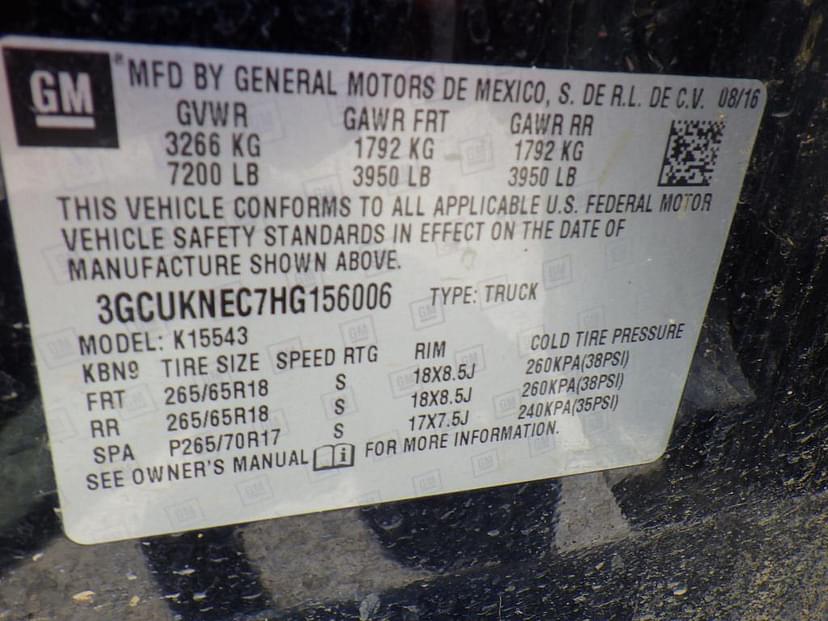 GM
MFD BY GENERAL MOTORS DE MEXICO, S. DE R.L. DE C.V. 08/16
GVWR GAWR FRT GAWR RR
3266 KG 1792 KG 1792 KG
7200 LB 3950 LB 3950 LB
THIS VEHICLE CONFORMS TO ALL APPLICABLE U.S. FEDERAL MOTOR
VEHICLE SAFETY STANDARDS IN EFFECT ON THE DATE OF
MANUFACTURE SHOWN ABOVE.
3GCUKNEC7HG156006 TYPE: TRUCK
MODEL: K15543
KBN9 TIRE SIZE SPEED RTG RIM COLD TIRE PRESSURE
FRT 265/65R18 S 18X8.5J 260KPA(38PSI)
RR 265/65R18 S 18X8.5J 260KPA(38PSI)
SPA P265/70R17 S 17X7.5J 240KPA(35PSI)
SEE OWNER'S MANUAL FOR MORE INFORMATION.